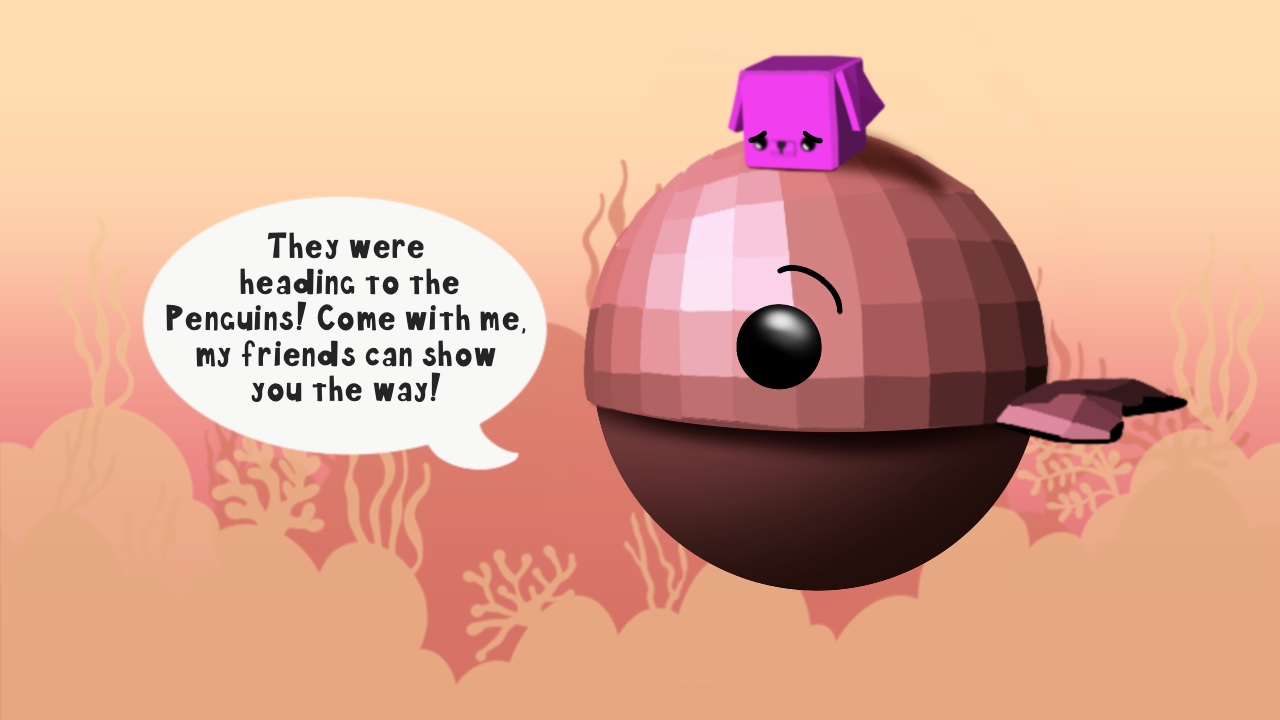 They were
heading to the
Penguins! Come with me,
my friends can show
you the way!